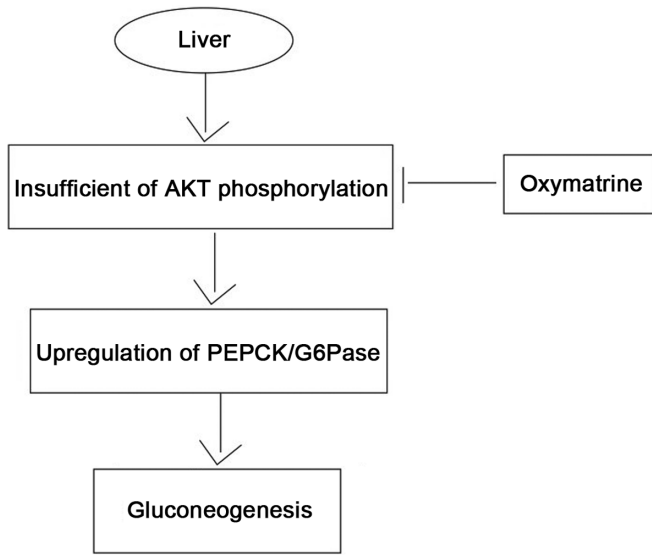 Liver
Insufficient of AKT phosphorylation
Oxymatrine
Upregulation of PEPCK/G6Pase
Gluconeogenesis